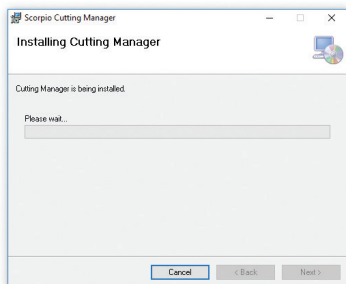 Scorpio Cutting Manager
Installing Cutting Manager
Cutting Manager is being installed.
Please wait...
Cancel
< Back
Next >